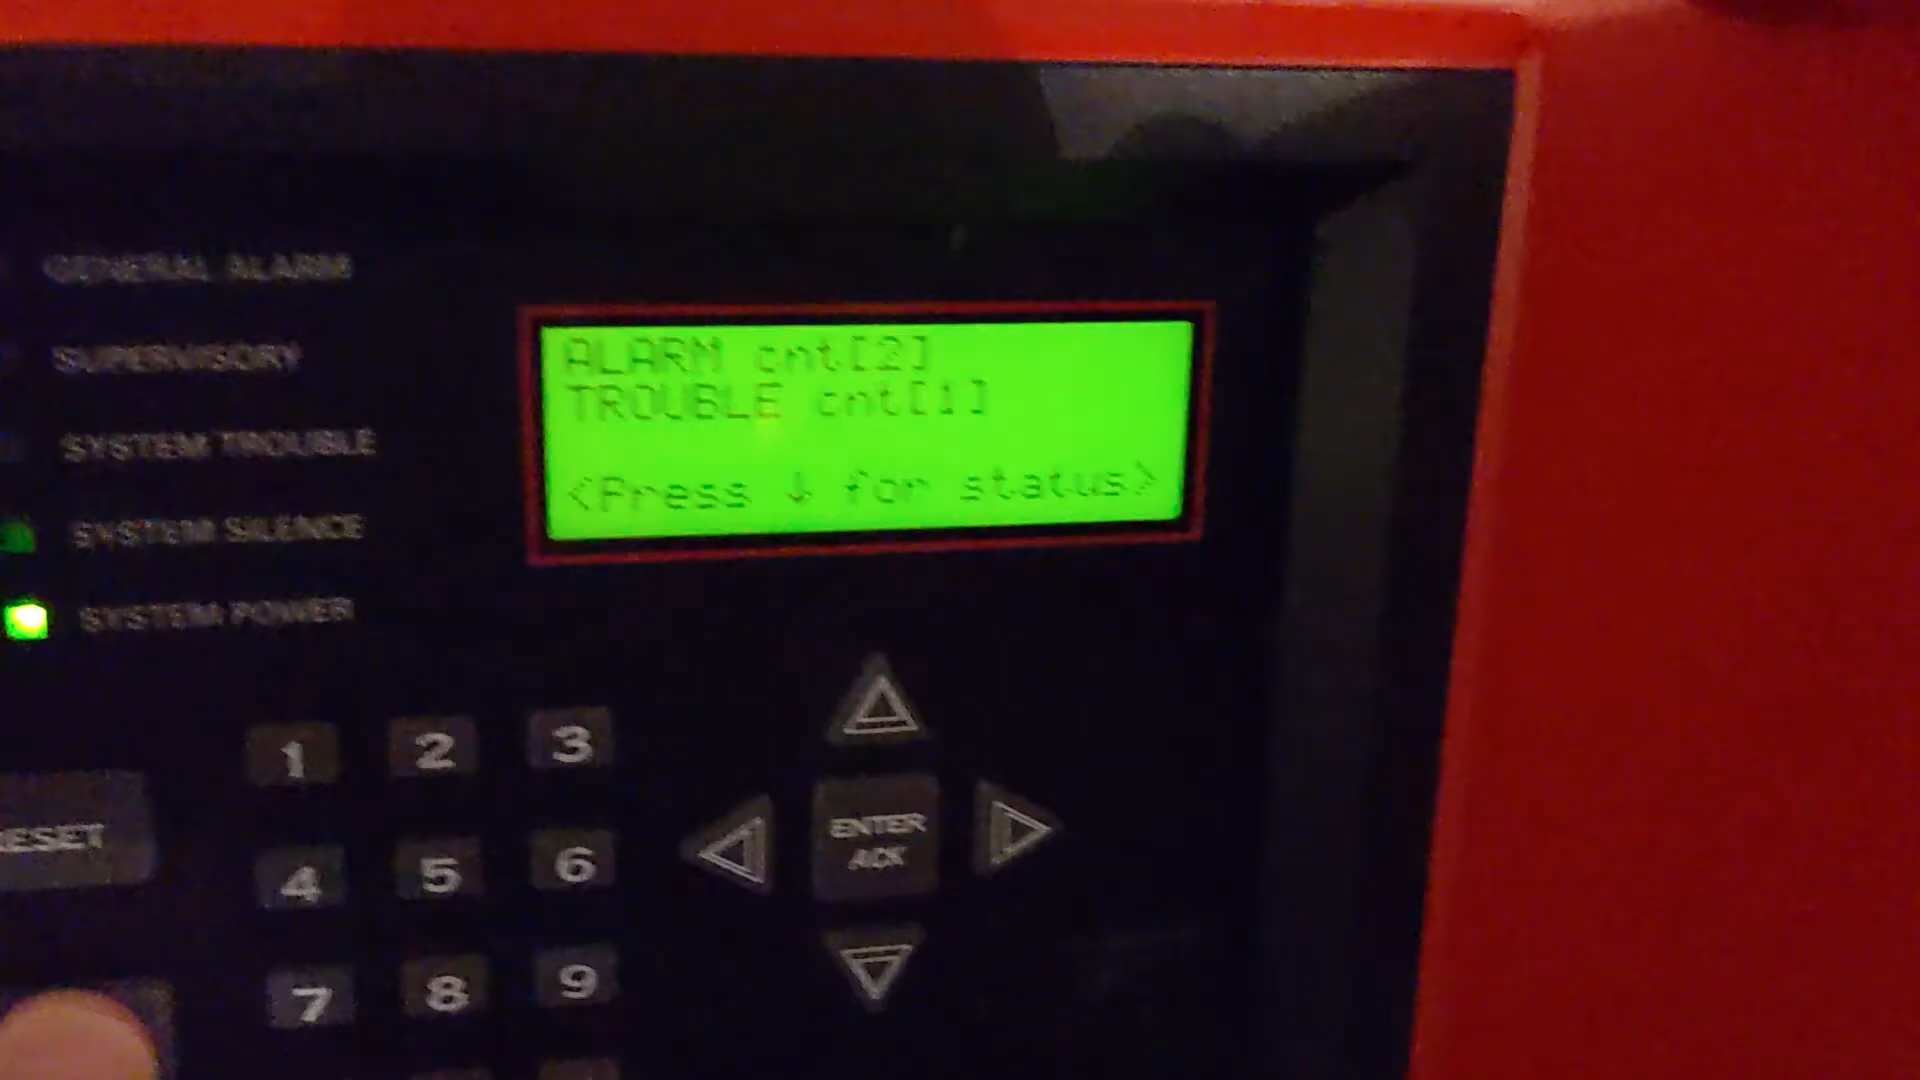 GENERAL ALARM
SUPERVISORY
SYSTEM TROUBLE
SYSTEM SILENCE
SYSTEM POWER
ALARM cnt[2]
TROUBLE cnt[1]
<Press ↓ for status>
1 2 3
4 5 6
7 8 9
RESET
ENTER
ACK